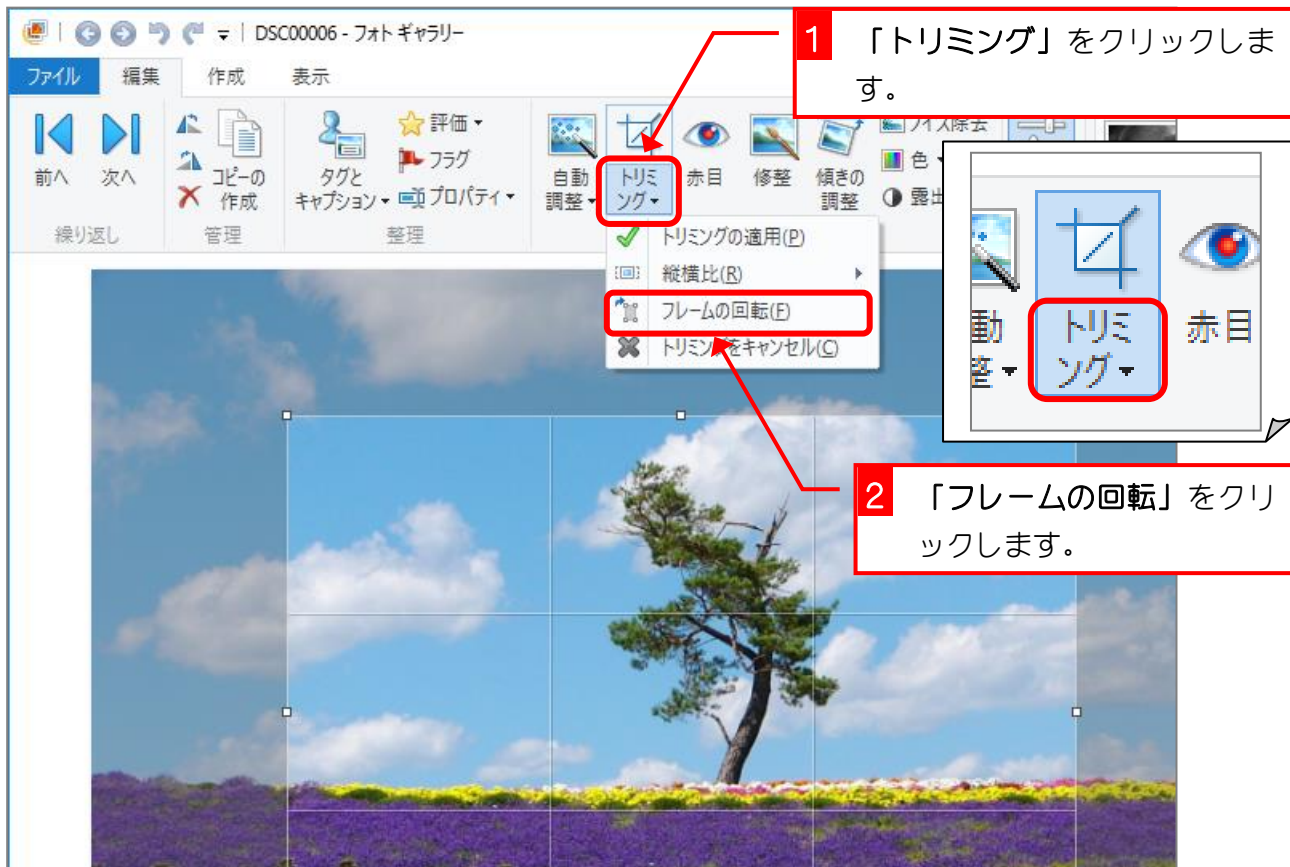 DSC00006 - フォト ギャラリー
1 「トリミング」をクリックしま
す。
ファイル 編集 作成 表示
前へ 次へ
コピーの
作成
タグと
キャプション
評価
フラグ
プロパティ
自動
調整
トリミ
ング
赤目
修整
傾きの
調整
ノイズ除去
色
露出
繰り返し 管理 整理
トリミングの適用(P)
縦横比(R)
フレームの回転(F)
トリミングをキャンセル(C)
動
整
トリミ
ング
赤目
2 「フレームの回転」をクリ
ックします。